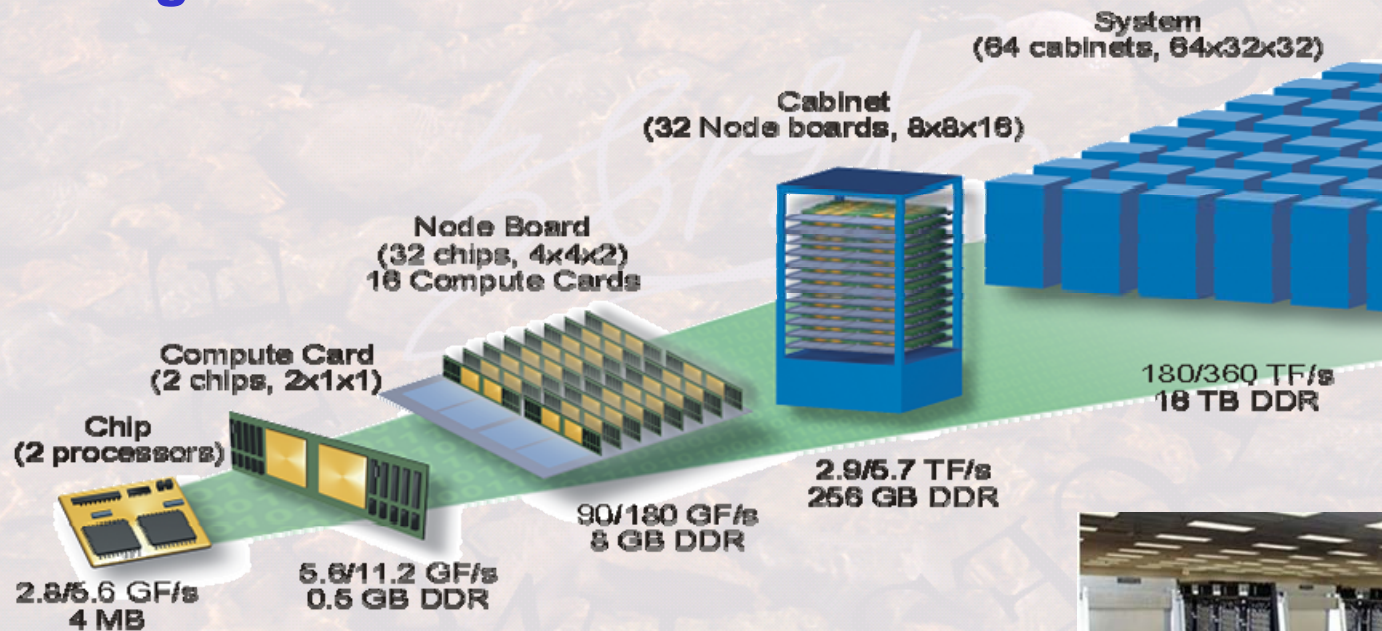 System
(64 cabinets, 64x32x32)
Cabinet
(32 Node boards, 8x8x16)
Node Board
(32 chips, 4x4x2)
16 Compute Cards
Compute Card
(2 chips, 2x1x1)
Chip
(2 processors)
180/360 TF/s
16 TB DDR
2.9/5.7 TF/s
256 GB DDR
90/180 GF/s
8 GB DDR
5.6/11.2 GF/s
0.5 GB DDR
2.8/5.6 GF/s
4 MB